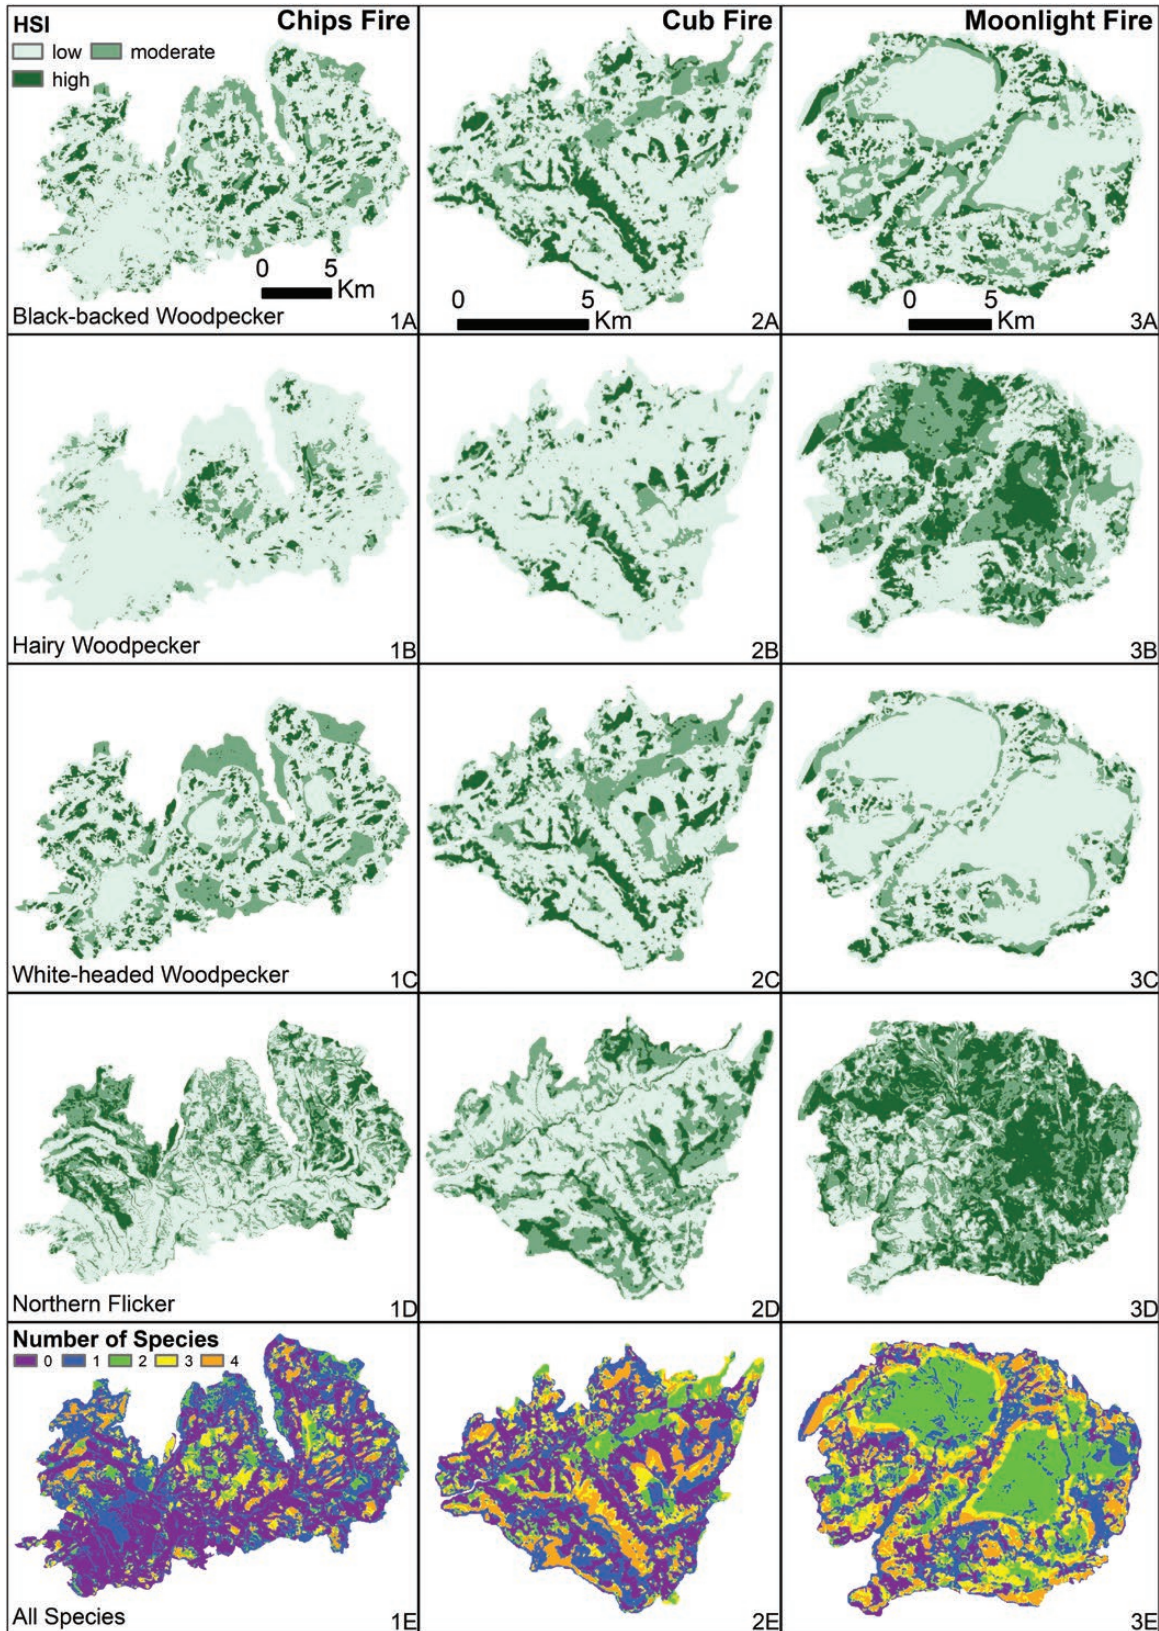 HSI
Chips Fire
Cub Fire
Moonlight Fire
low
moderate
high
0 5
Km
Black-backed Woodpecker
1A
0 5
Km
2A
0 5
Km
3A
Hairy Woodpecker
1B
2B
3B
White-headed Woodpecker
1C
2C
3C
Northern Flicker
1D
2D
3D
Number of Species
0 1 2 3 4
All Species
1E
2E
3E